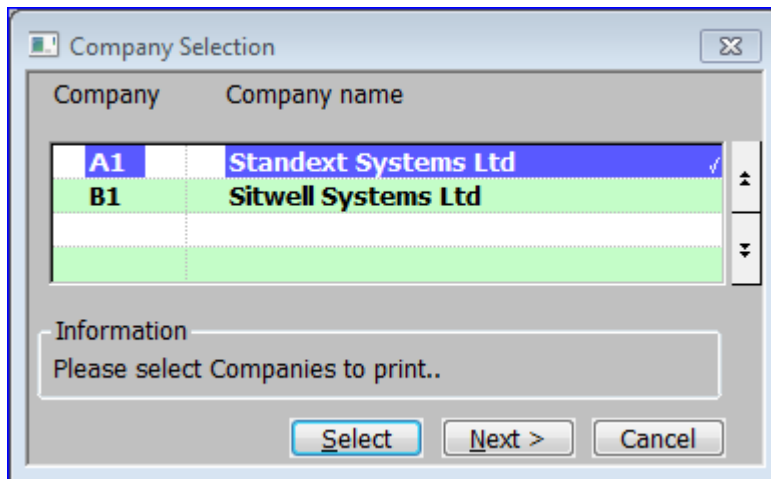 Company Selection
Company Company name
A1 Standext Systems Ltd ✓
B1 Sitwell Systems Ltd
Information
Please select Companies to print..
Select Next > Cancel